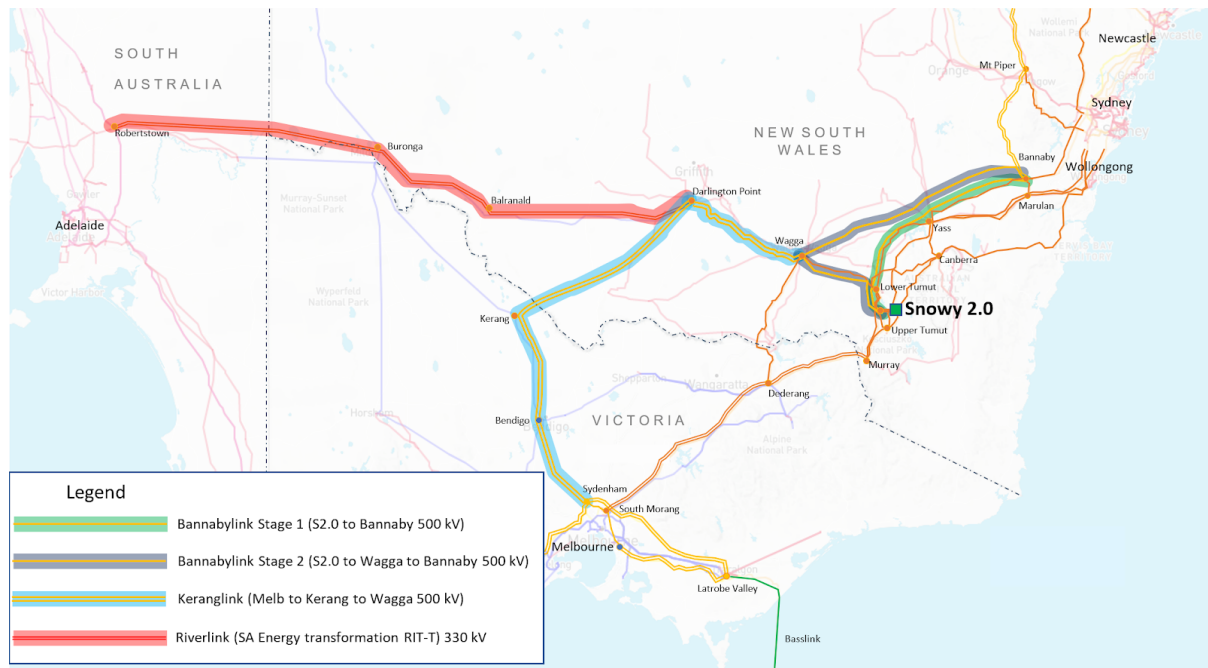 SOUTH
AUSTRALIA
Robertstown
Buronga
Balranald
Griffith
Darlington Point
NEW SOUTH
WALES
Wollemi
National Park
Newcastle
Newcastle
Mt Piper
Orange
Sydney
Bannaby
Wollongong
Marulan
Yass
Wagga
Canberra
Lower Tumut
Snowy 2.0
Upper Tumut
Murray
Murray-Sunset
National Park
Gawler
Adelaide
Adelaide
Victor Harbor
Wyperfeld
National Park
Kerang
Shepparton
Wangaratta
Dederang
Horsham
Bendigo
Bendigo
VICTORIA
Alpine
National Park
Sydenham
South Morang
Melbourne
Melbourne
Latrobe Valley
Basslink
Legend
Bannabylink Stage 1 (S2.0 to Bannaby 500 kV)
Bannabylink Stage 2 (S2.0 to Wagga to Bannaby 500 kV)
Keranglink (Melb to Kerang to Wagga 500 kV)
Riverlink (SA Energy transformation RIT-T) 330 kV